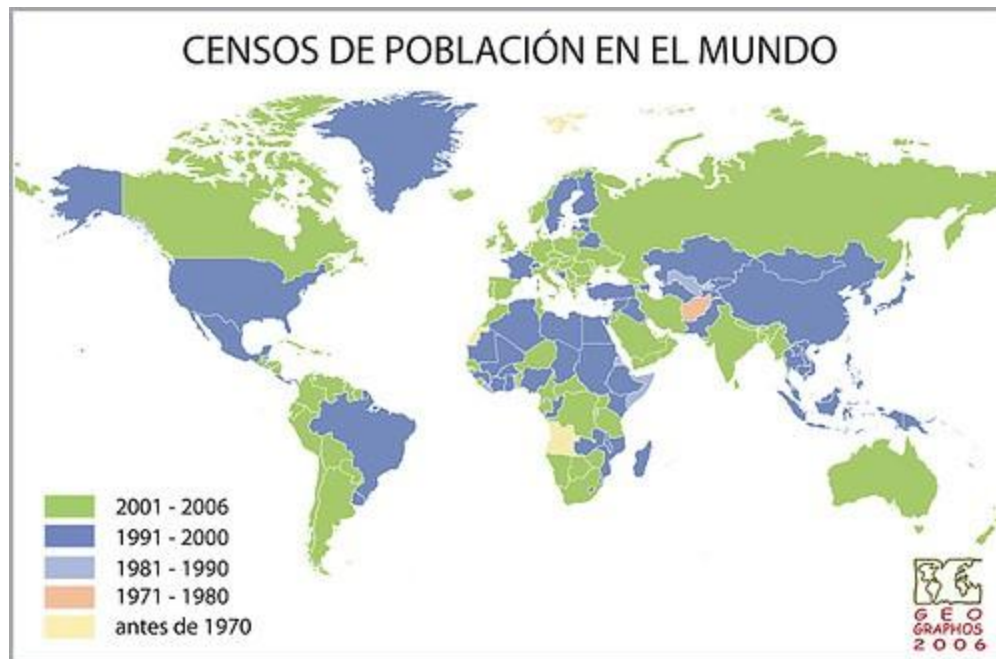 CENSOS DE POBLACIÓN EN EL MUNDO
2001 - 2006
1991 - 2000
1981 - 1990
1971 - 1980
antes de 1970
GEO
GRAPHOS
2006